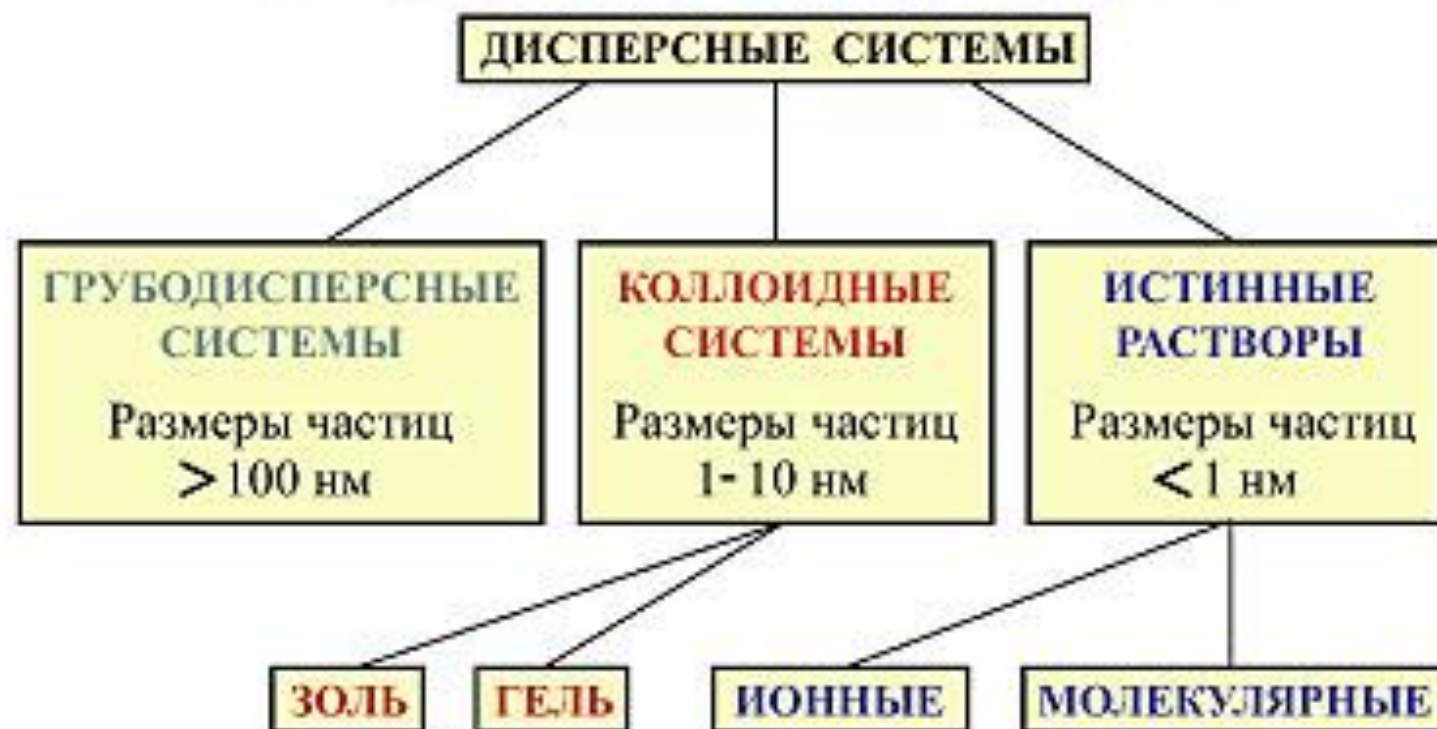 ДИСПЕРСНЫЕ СИСТЕМЫ
ГРУБОДИСПЕРСНЫЕ
СИСТЕМЫ
Размеры частиц
> 100 нм
КОЛЛОИДНЫЕ
СИСТЕМЫ
Размеры частиц
1- 10 нм
ИСТИННЫЕ
РАСТВОРЫ
Размеры частиц
< 1 нм
ЗОЛЬ
ГЕЛЬ
ИОННЫЕ
МОЛЕКУЛЯРНЫЕ